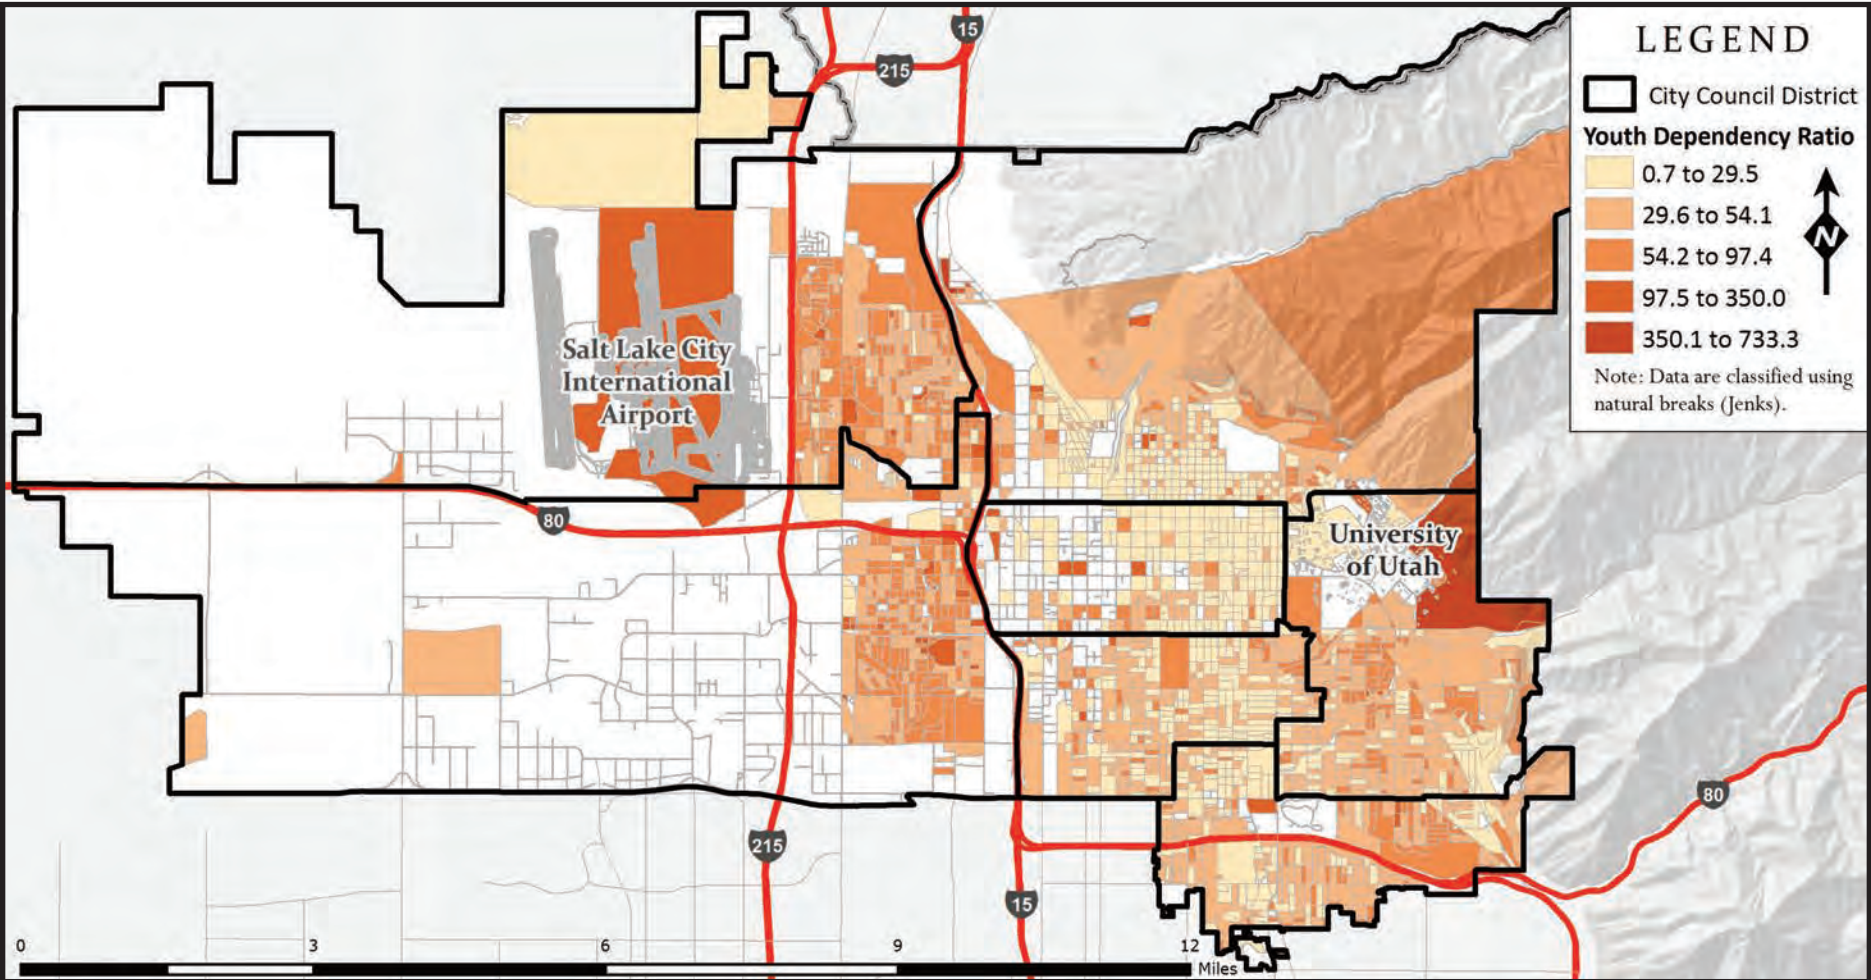 15
215
LEGEND
City Council District
Youth Dependency Ratio
0.7 to 29.5
29.6 to 54.1
54.2 to 97.4
97.5 to 350.0
350.1 to 733.3
N
Note: Data are classified using
natural breaks (Jenks).
Salt Lake City
International
Airport
80
University
of Utah
80
215
15
0 3 6 9 12
Miles